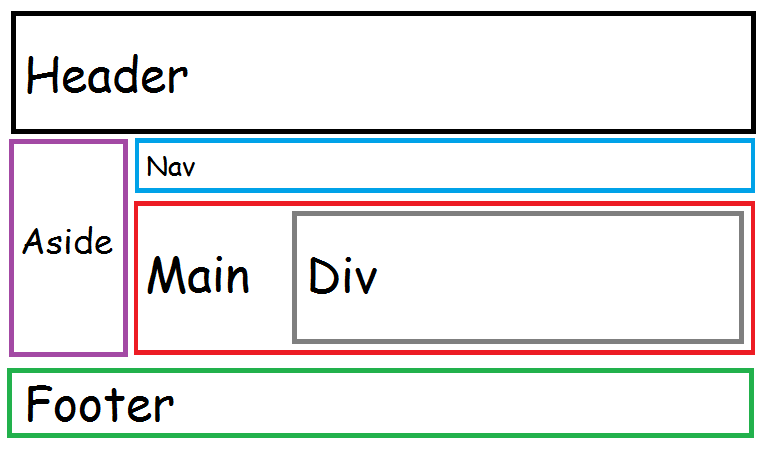 Header
Nav
Aside
Main
Div
Footer